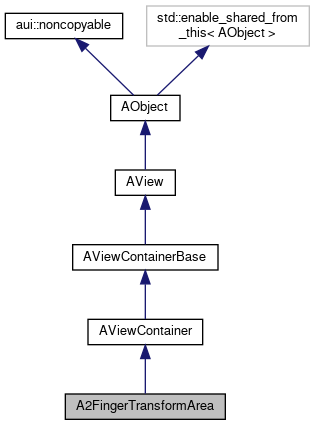 aui::noncopyable
std::enable_shared_from
_this< AObject >
AObject
AView
AViewContainerBase
AViewContainer
A2FingerTransformArea